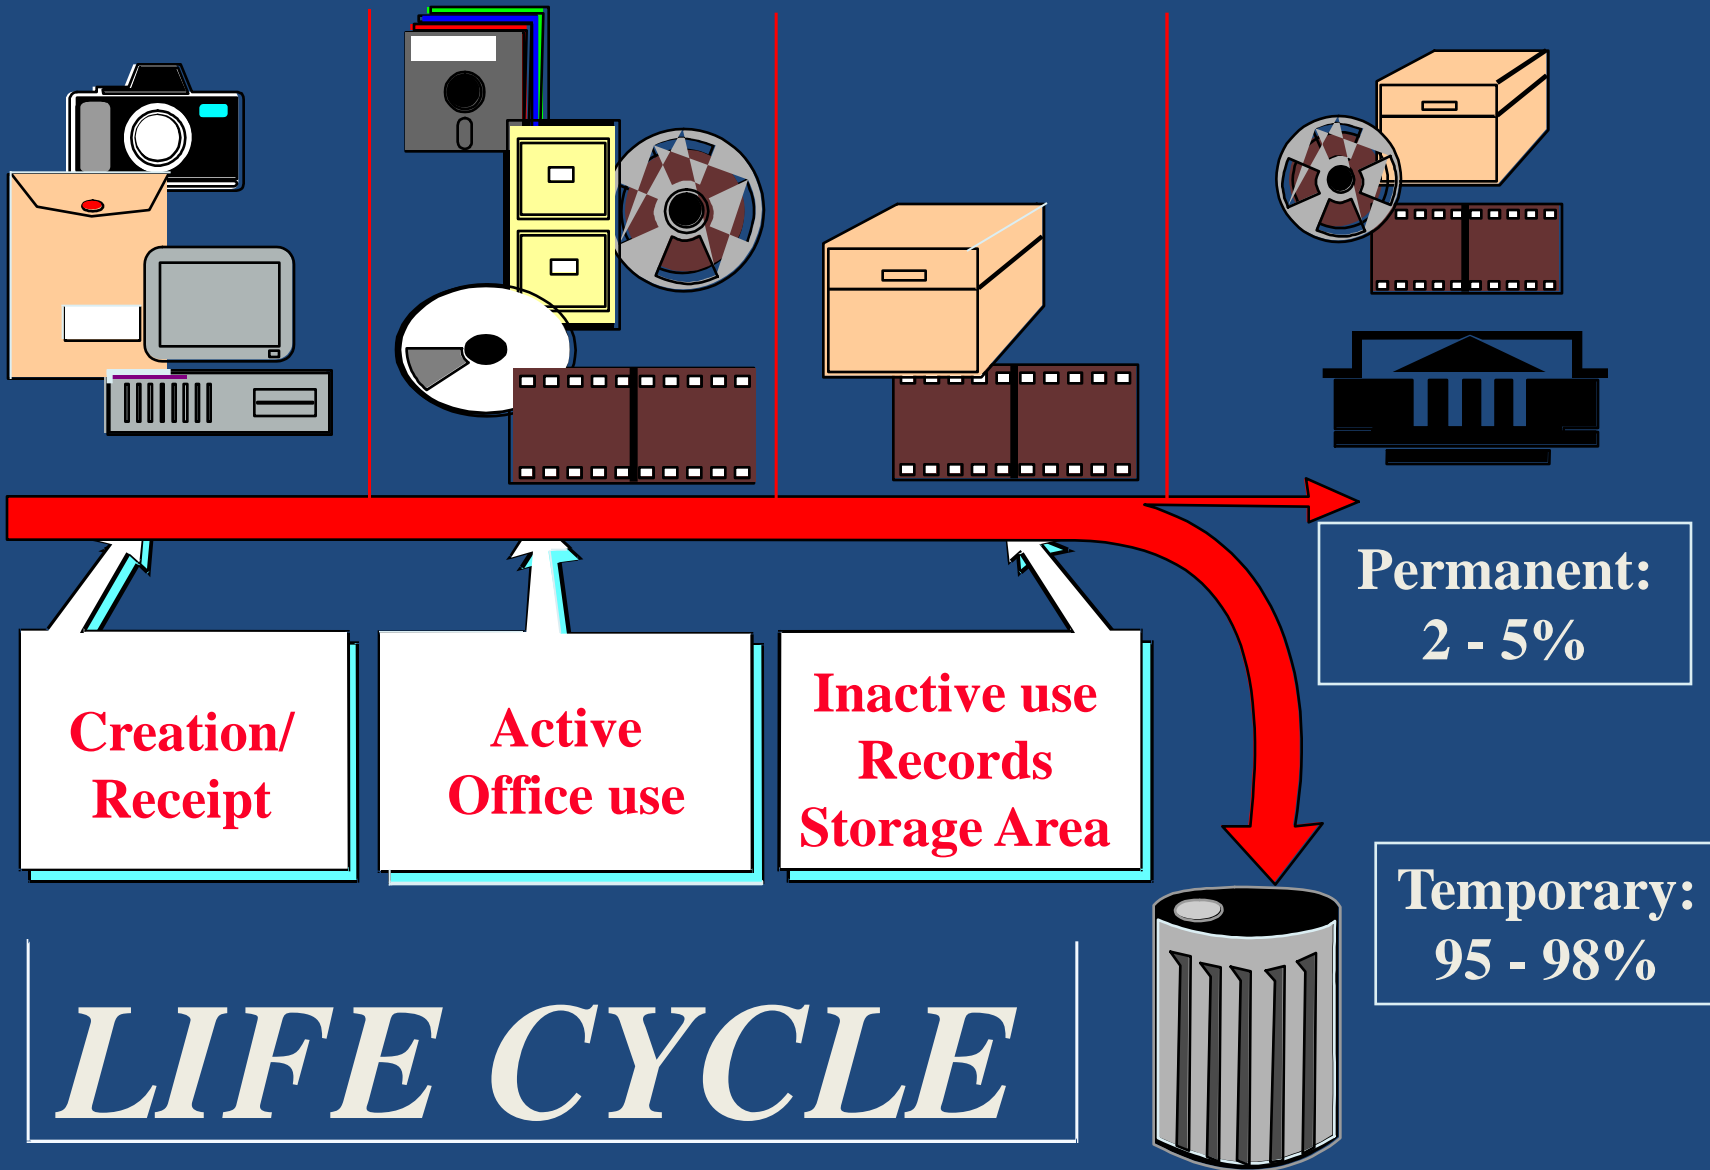 Creation/
Receipt
Active
Office use
Inactive use
Records
Storage Area
Permanent:
2 - 5%
Temporary:
95 - 98%
LIFE CYCLE